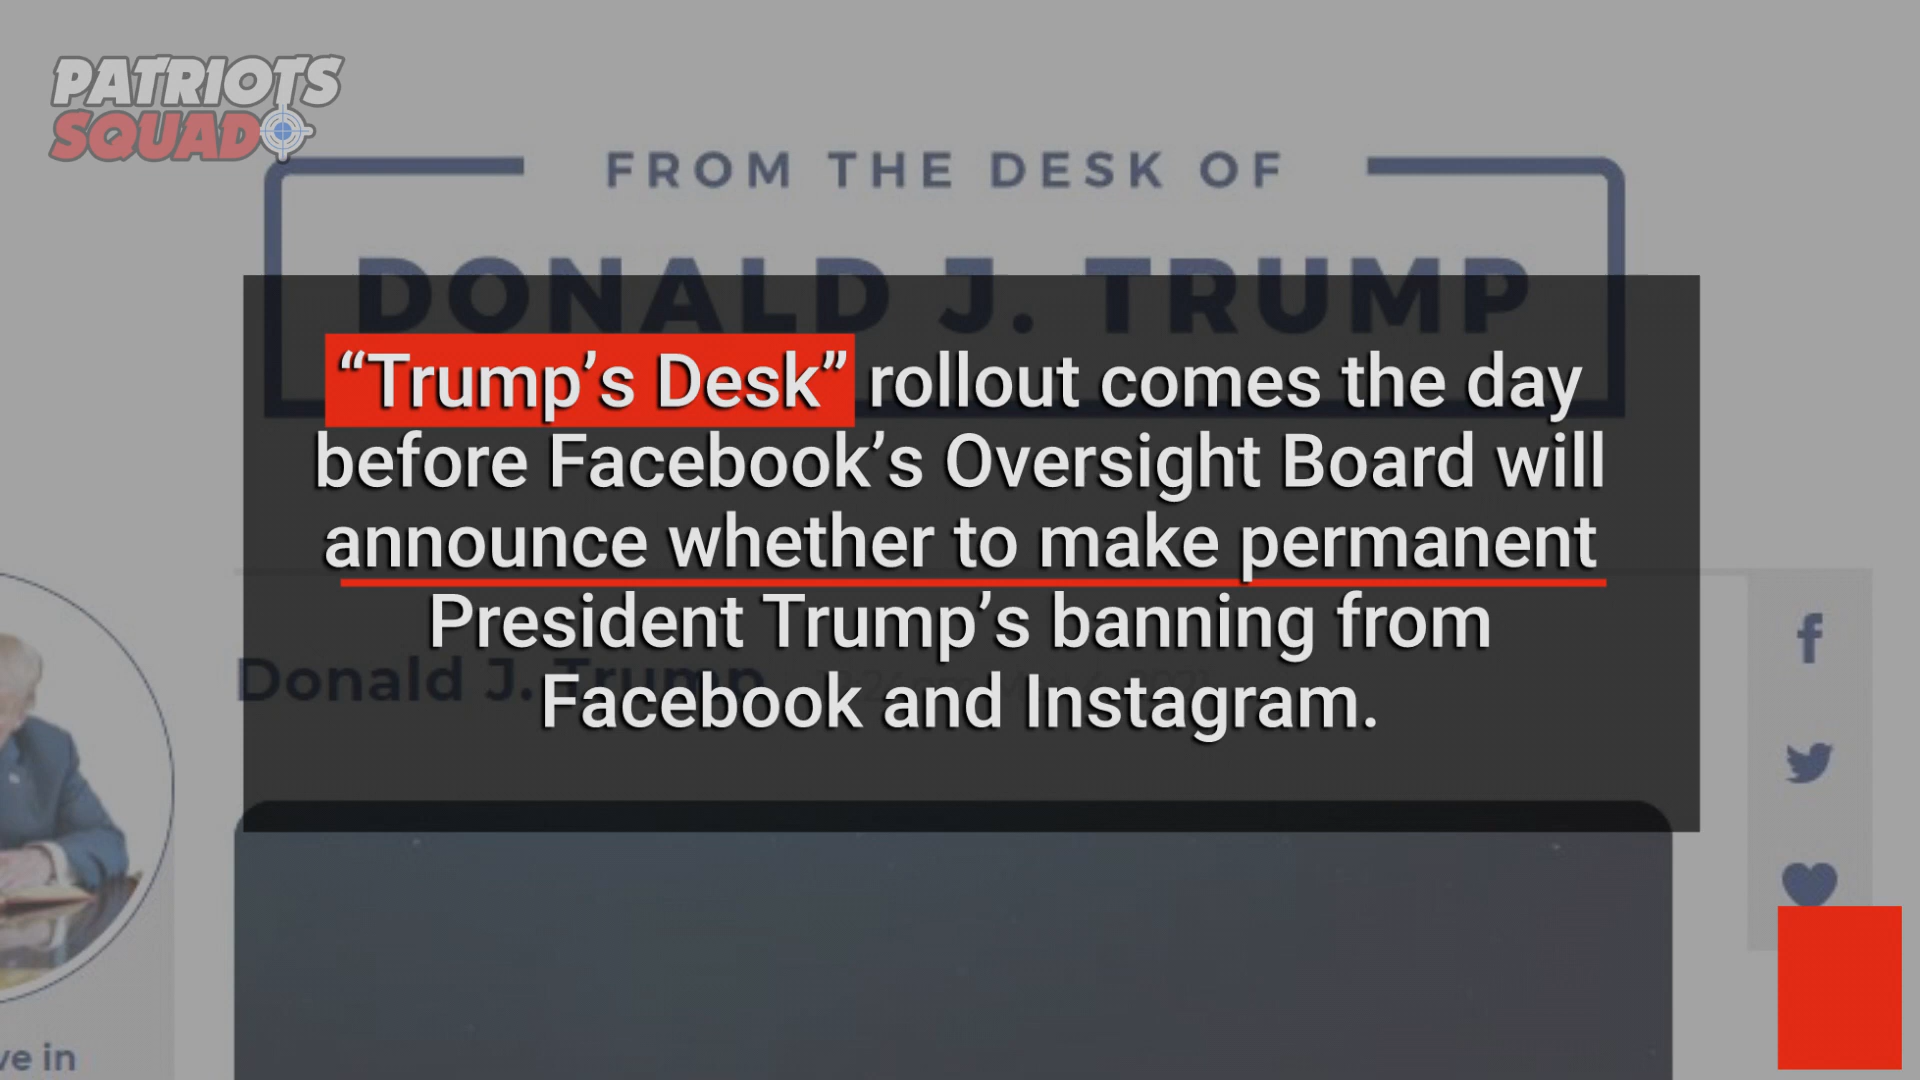 PATRIOTS
SQUAD
FROM THE DESK OF
DONALD J. TRUMP
“Trump’s Desk” rollout comes the day
before Facebook’s Oversight Board will
announce whether to make permanent
President Trump’s banning from
Facebook and Instagram.
Donald J. Trump
ve in